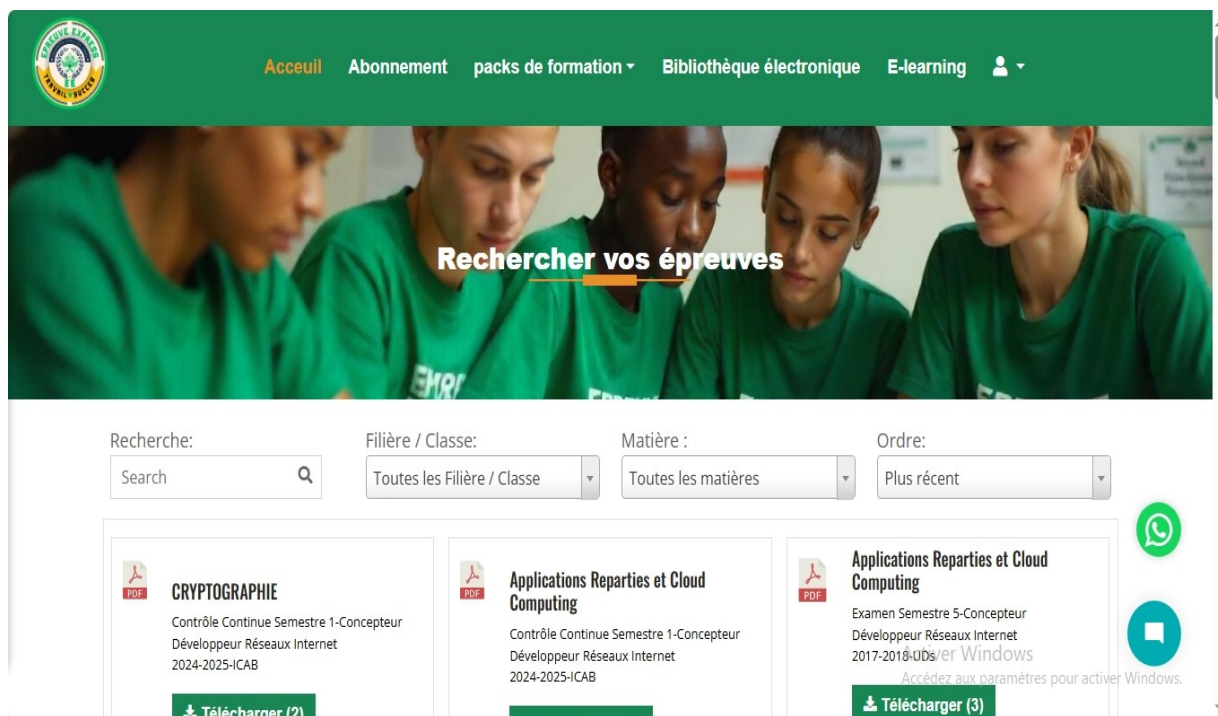 EPREUVE EXPRESS
TRAVAIL SUCCES
Acceuil Abonnement packs de formation Bibliothèque électronique E-learning
Rechercher vos épreuves
Recherche: Filière / Classe: Matière : Ordre:
Search Toutes les Filière / Classe Toutes les matières Plus récent
PDF
CRYPTOGRAPHIE
Contrôle Continue Semestre 1-Concepteur
Développeur Réseaux Internet
2024-2025-ICAB
Télécharger (2)
PDF
Applications Reparties et Cloud
Computing
Contrôle Continue Semestre 1-Concepteur
Développeur Réseaux Internet
2024-2025-ICAB
PDF
Applications Reparties et Cloud
Computing
Examen Semestre 5-Concepteur
Développeur Réseaux Internet
2017-2018-UDs
Télécharger (3)
Activer Windows
Accédez aux paramètres pour activer Windows.